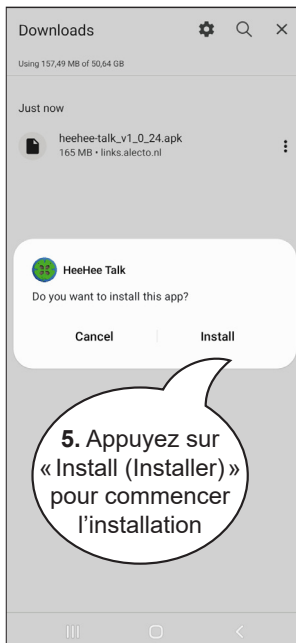 Downloads
Using 157,49 MB of 50,64 GB
Just now
heehee-talk_v1_0_24.apk
165 MB • links.alecto.nl
HeeHee Talk
Do you want to install this app?
Cancel Install
5. Appuyez sur
« Install (Installer) »
pour commencer
l’installation